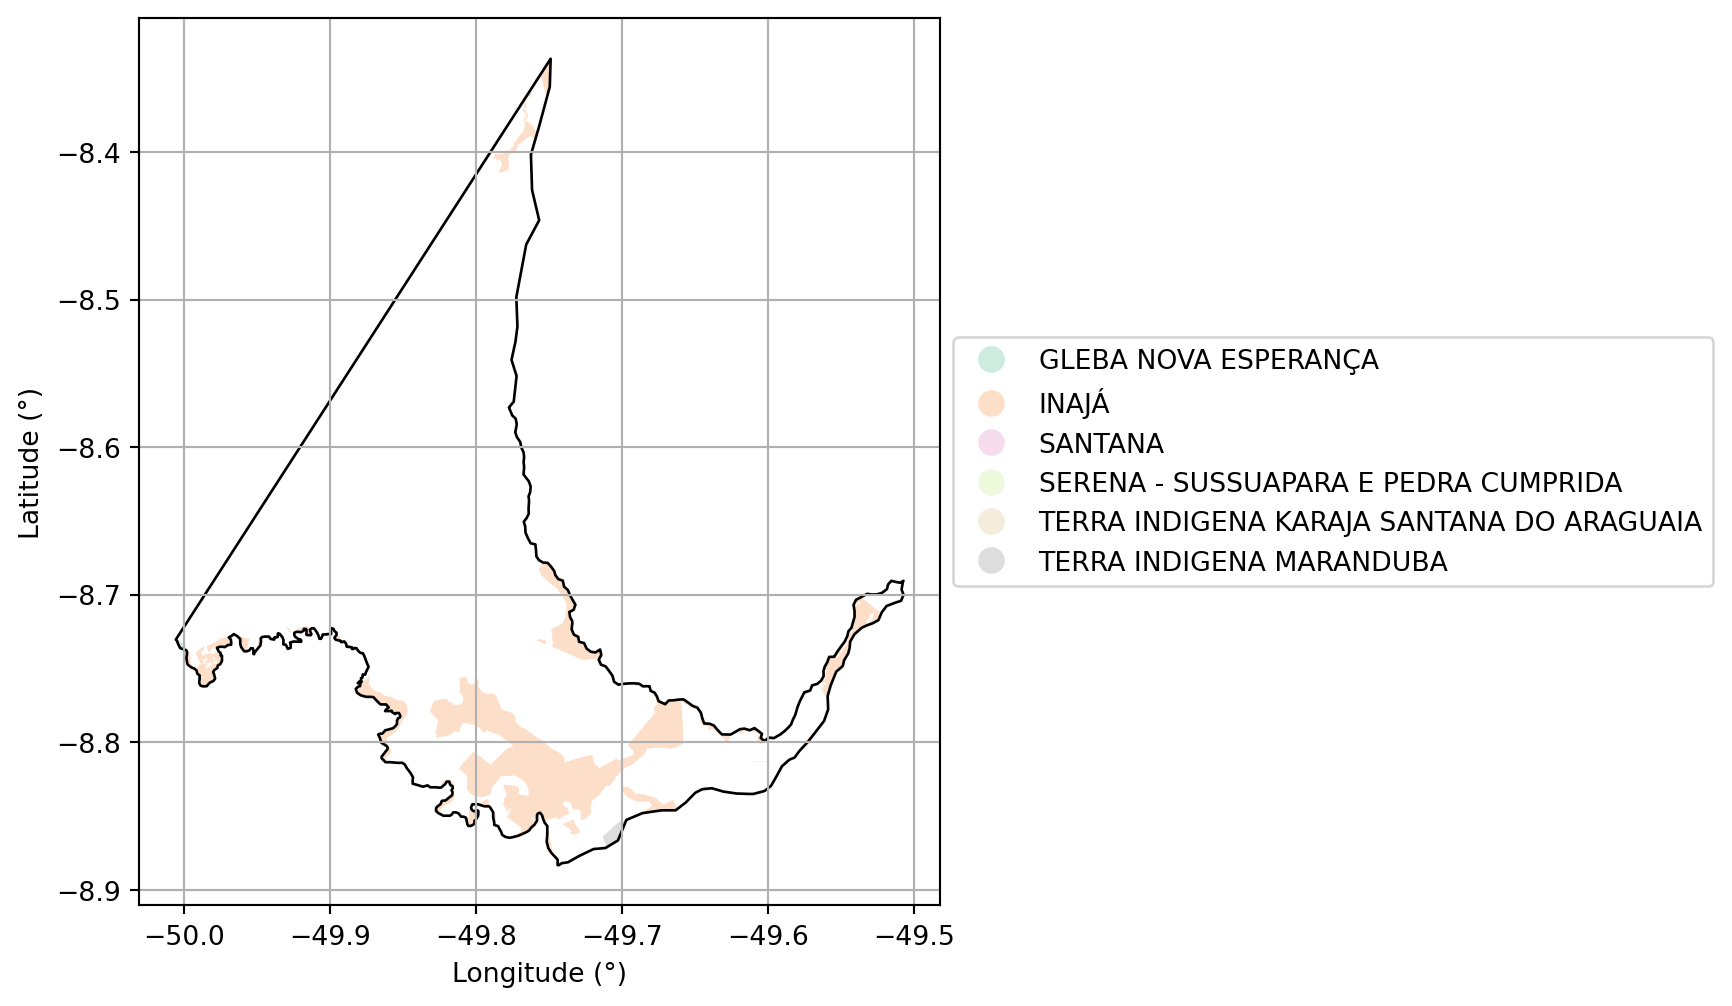 −8.4
−8.5
−8.6
−8.7
−8.8
−8.9
Latitude (°)
−50.0 −49.9 −49.8 −49.7 −49.6 −49.5
Longitude (°)
GLEBA NOVA ESPERANÇA
INAJÁ
SANTANA
SERENA - SUSSUAPARA E PEDRA CUMPRIDA
TERRA INDIGENA KARAJA SANTANA DO ARAGUAIA
TERRA INDIGENA MARANDUBA